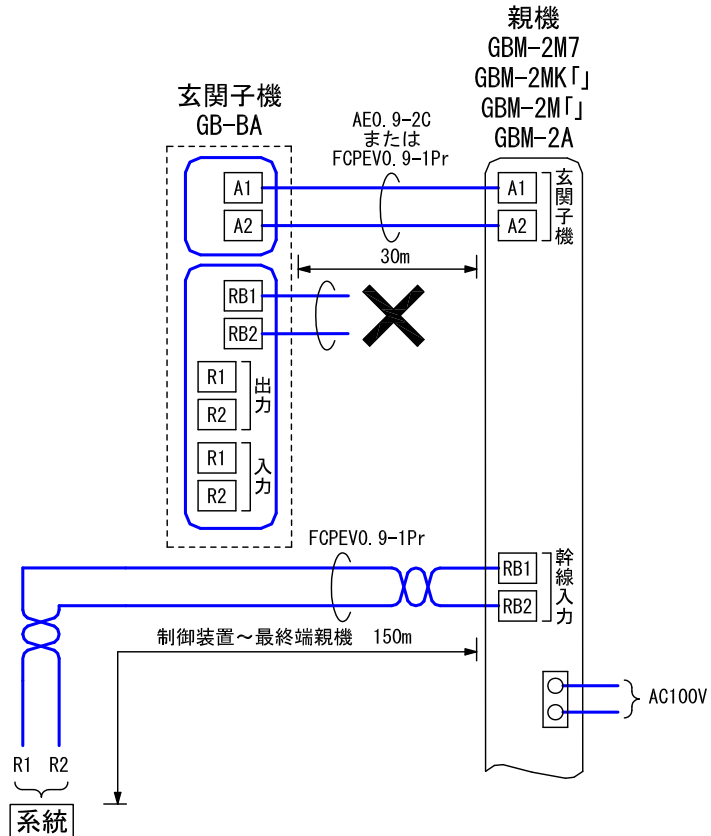 親機
GBM-2M7
GBM-2MK「」
GBM-2M「」
GBM-2A
玄関子機
GB-BA
AE0.9-2C
または
FCPEV0.9-1Pr
A1
A2
A1
A2
玄関子機
30m
RB1
RB2
R1
R2
出力
R1
R2
入力
FCPEV0.9-1Pr
RB1
RB2
幹線入力
制御装置～最終端親機 150m
AC100V
R1 R2
系統